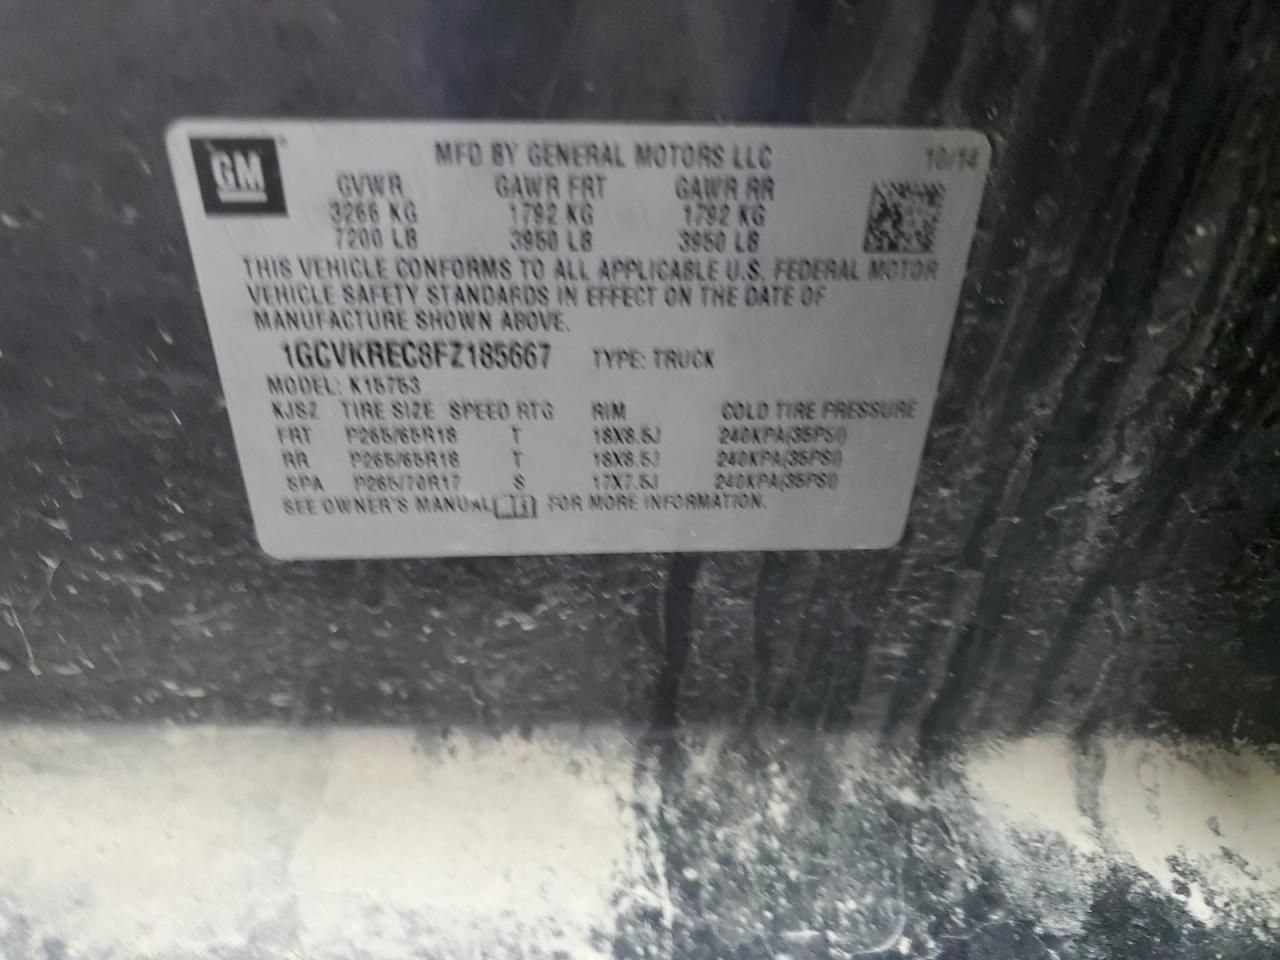 GM MFD BY GENERAL MOTORS LLC 10/14
GVWR GAWR FRT GAWR RR
3266 KG 1792 KG 1792 KG
7200 LB 3950 LB 3950 LB
THIS VEHICLE CONFORMS TO ALL APPLICABLE U.S. FEDERAL MOTOR
VEHICLE SAFETY STANDARDS IN EFFECT ON THE DATE OF
MANUFACTURE SHOWN ABOVE.
1GCVKREC8FZ185667 TYPE: TRUCK
MODEL: K15753
KJSZ TIRE SIZE SPEED RTG RIM COLD TIRE PRESSURE
FRT P265/65R18 T 18X8.5J 240KPA(35PSI)
RR P265/65R18 T 18X8.5J 240KPA(35PSI)
SPA P265/70R17 S 17X7.5J 240KPA(35PSI)
SEE OWNER'S MANUAL FOR MORE INFORMATION.